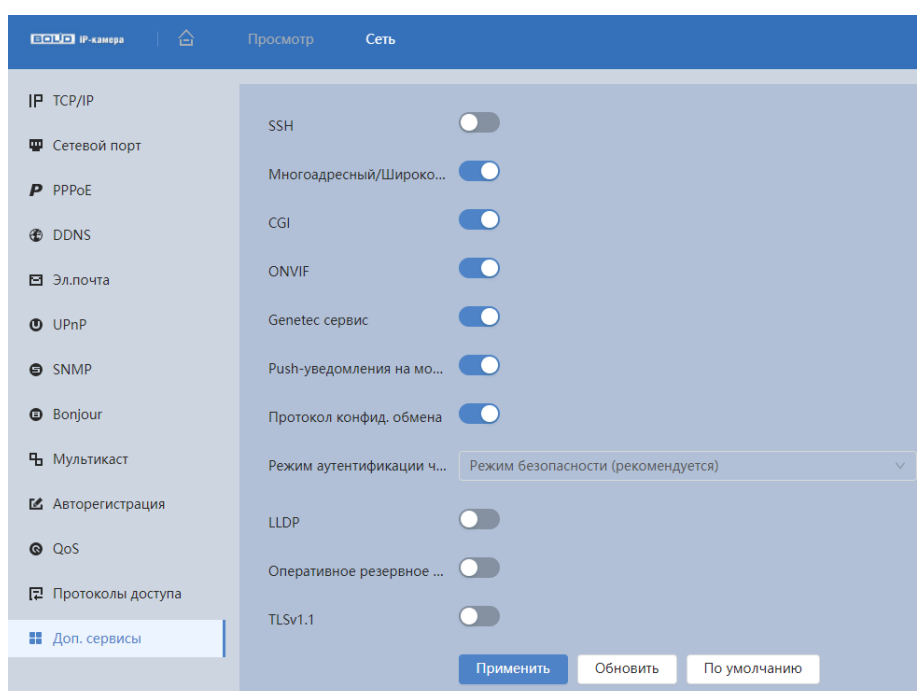 BOLID IP-камера
Просмотр
Сеть
TCP/IP
Сетевой порт
PPPoE
DDNS
Эл.почта
UPnP
SNMP
Bonjour
Мультикаст
Авторегистрация
QoS
Протоколы доступа
Доп. сервисы
SSH
Многоадресный/Широко...
CGI
ONVIF
Genetec сервис
Push-уведомления на мо...
Протокол конфид. обмена
Режим аутентификации ч... Режим безопасности (рекомендуется)
LLDP
Оперативное резервное ...
TLSv1.1
Применить Обновить По умолчанию